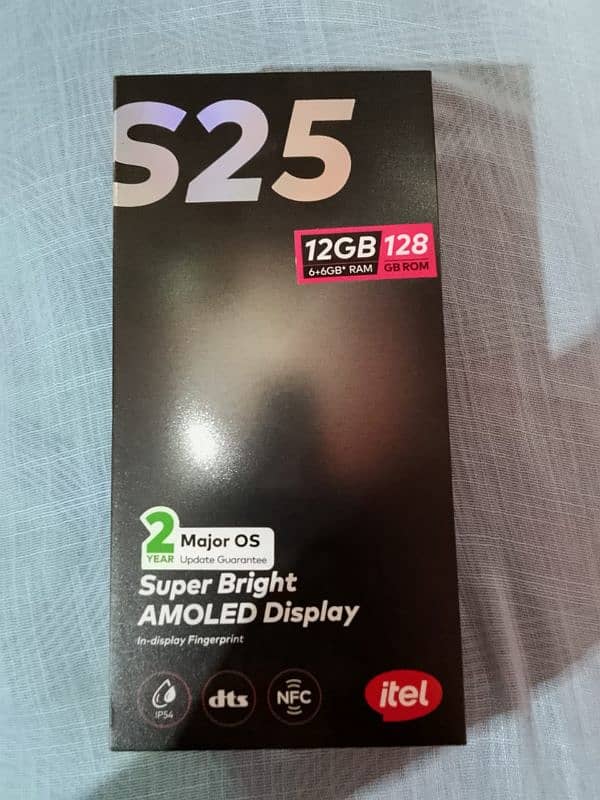 S25
12GB 128
6+6GB* RAM GB ROM
2 Major OS
YEAR Update Guarantee
Super Bright
AMOLED Display
In-display Fingerprint
IP54 dts NFC itel